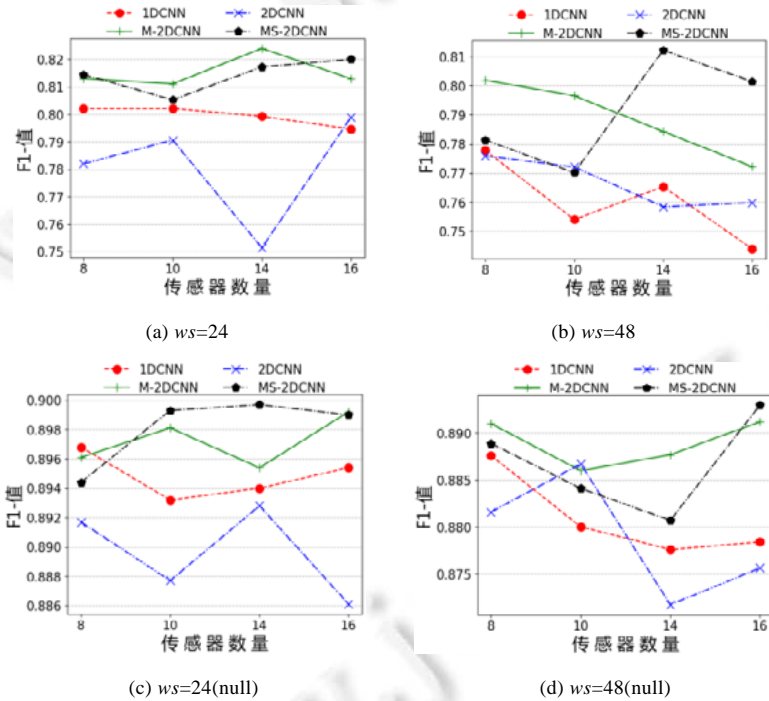 1DCNN 2DCNN
M-2DCNN MS-2DCNN
0.82
0.81
0.80
0.79
0.78
0.77
0.76
0.75
F1-值
8 10 14 16
传感器数量
(a) ws=24
1DCNN 2DCNN
M-2DCNN MS-2DCNN
0.81
0.80
0.79
0.78
0.77
0.76
0.75
F1-值
8 10 14 16
传感器数量
(b) ws=48
1DCNN 2DCNN
M-2DCNN MS-2DCNN
0.900
0.898
0.896
0.894
0.892
0.890
0.888
0.886
F1-值
8 10 14 16
传感器数量
(c) ws=24(null)
1DCNN 2DCNN
M-2DCNN MS-2DCNN
0.890
0.885
0.880
0.875
F1-值
8 10 14 16
传感器数量
(d) ws=48(null)